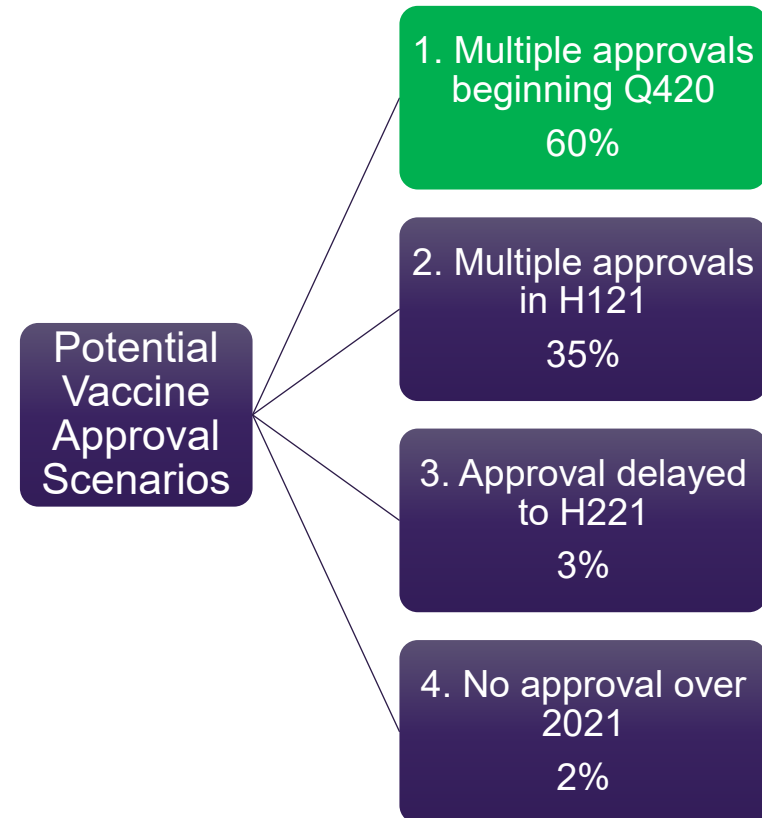 1. Multiple approvals
beginning Q420
60%
2. Multiple approvals
in H121
35%
Potential
Vaccine
Approval
Scenarios
3. Approval delayed
to H221
3%
4. No approval over
2021
2%